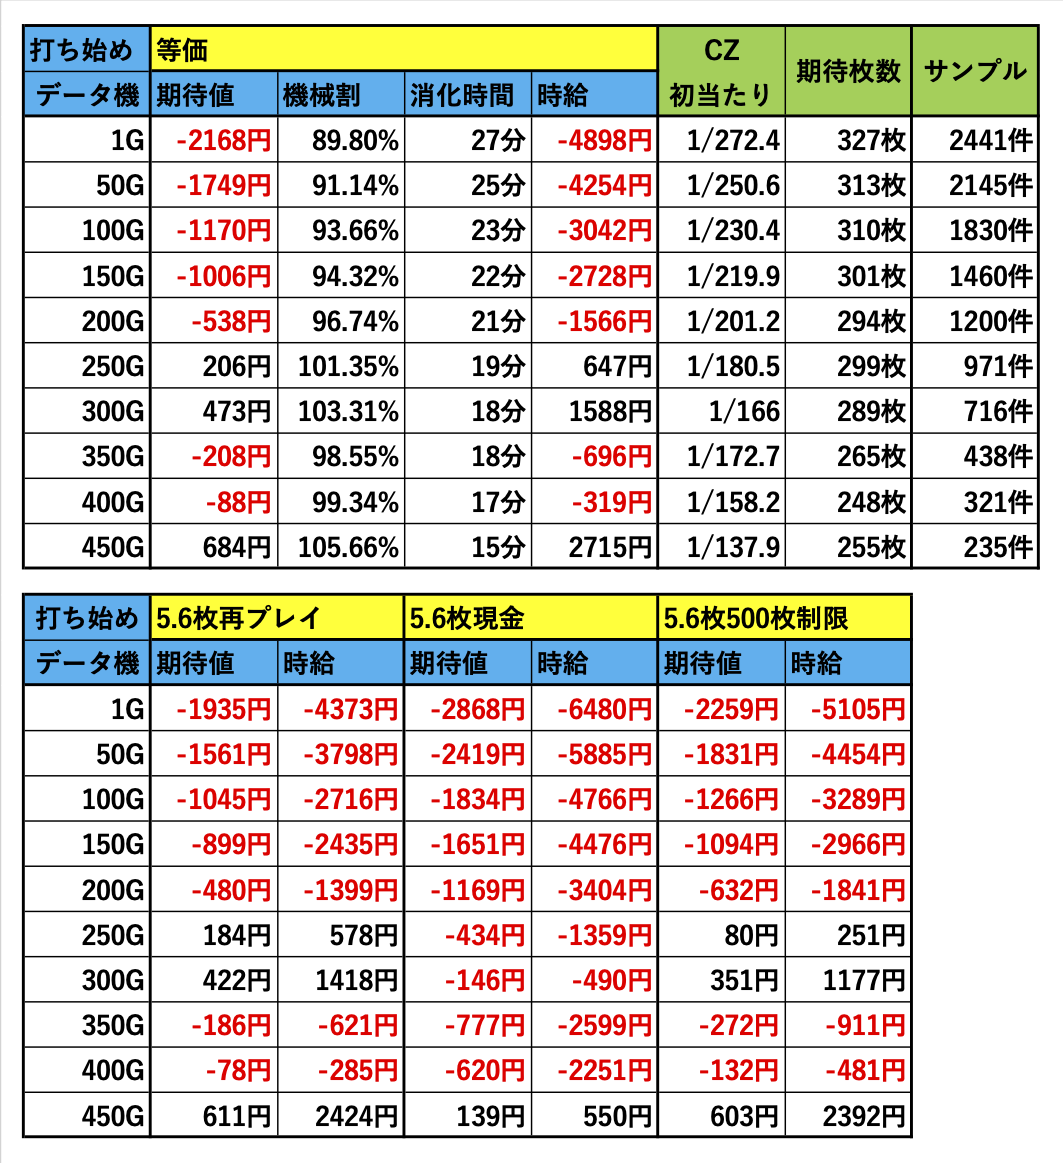 打ち始め 等価 CZ 期待枚数 サンプル
データ機 期待値 機械割 消化時間 時給 初当たり
1G -2168円 89.80% 27分 -4898円 1/272.4 327枚 2441件
50G -1749円 91.14% 25分 -4254円 1/250.6 313枚 2145件
100G -1170円 93.66% 23分 -3042円 1/230.4 310枚 1830件
150G -1006円 94.32% 22分 -2728円 1/219.9 301枚 1460件
200G -538円 96.74% 21分 -1566円 1/201.2 294枚 1200件
250G 206円 101.35% 19分 647円 1/180.5 299枚 971件
300G 473円 103.31% 18分 1588円 1/166 289枚 716件
350G -208円 98.55% 18分 -696円 1/172.7 265枚 438件
400G -88円 99.34% 17分 -319円 1/158.2 248枚 321件
450G 684円 105.66% 15分 2715円 1/137.9 255枚 235件
打ち始め 5.6枚再プレイ 5.6枚現金 5.6枚500枚制限
データ機 期待値 時給 期待値 時給 期待値 時給
1G -1935円 -4373円 -2868円 -6480円 -2259円 -5105円
50G -1561円 -3798円 -2419円 -5885円 -1831円 -4454円
100G -1045円 -2716円 -1834円 -4766円 -1266円 -3289円
150G -899円 -2435円 -1651円 -4476円 -1094円 -2966円
200G -480円 -1399円 -1169円 -3404円 -632円 -1841円
250G 184円 578円 -434円 -1359円 80円 251円
300G 422円 1418円 -146円 -490円 351円 1177円
350G -186円 -621円 -777円 -2599円 -272円 -911円
400G -78円 -285円 -620円 -2251円 -132円 -481円
450G 611円 2424円 139円 550円 603円 2392円